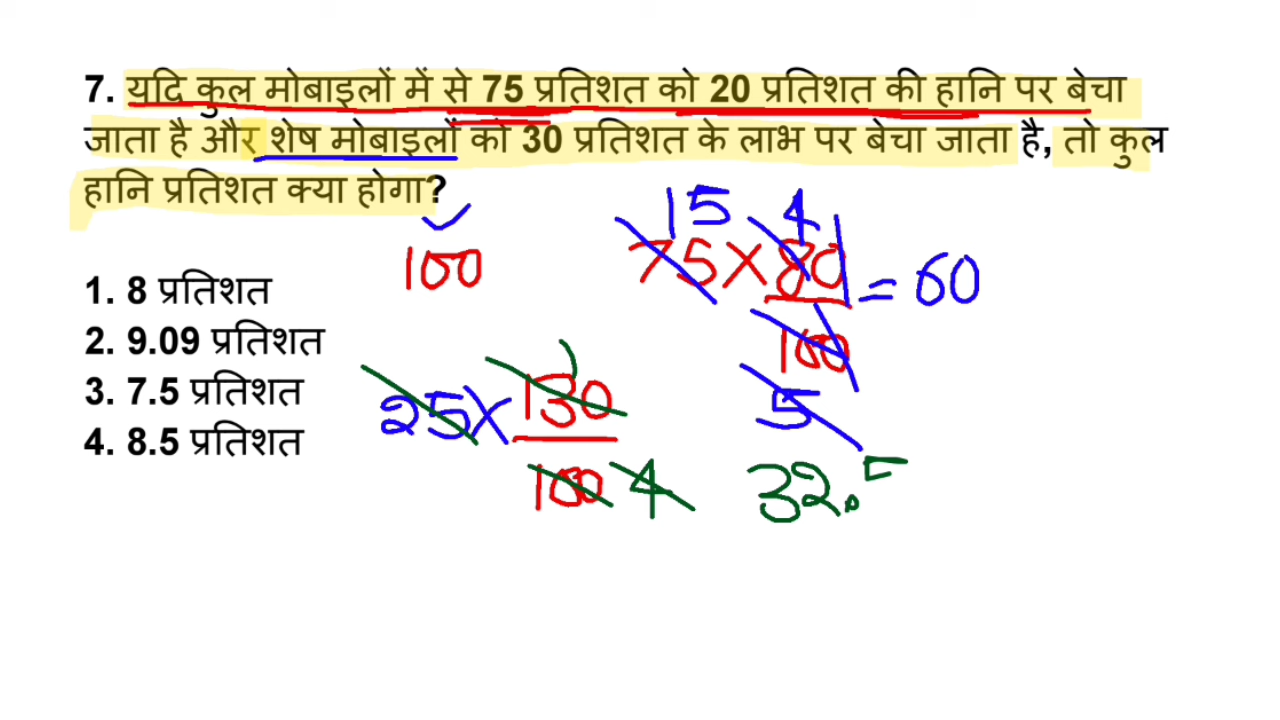 7. यदि कुल मोबाइलों में से 75 प्रतिशत को 20 प्रतिशत की हानि पर बेचा
जाता है और शेष मोबाइलों को 30 प्रतिशत के लाभ पर बेचा जाता है, तो कुल
हानि प्रतिशत क्या होगा?
1. 8 प्रतिशत
2. 9.09 प्रतिशत
3. 7.5 प्रतिशत
4. 8.5 प्रतिशत
100
15 4
75 × 80 = 60
100
5
25 × 130
100 4
32.5